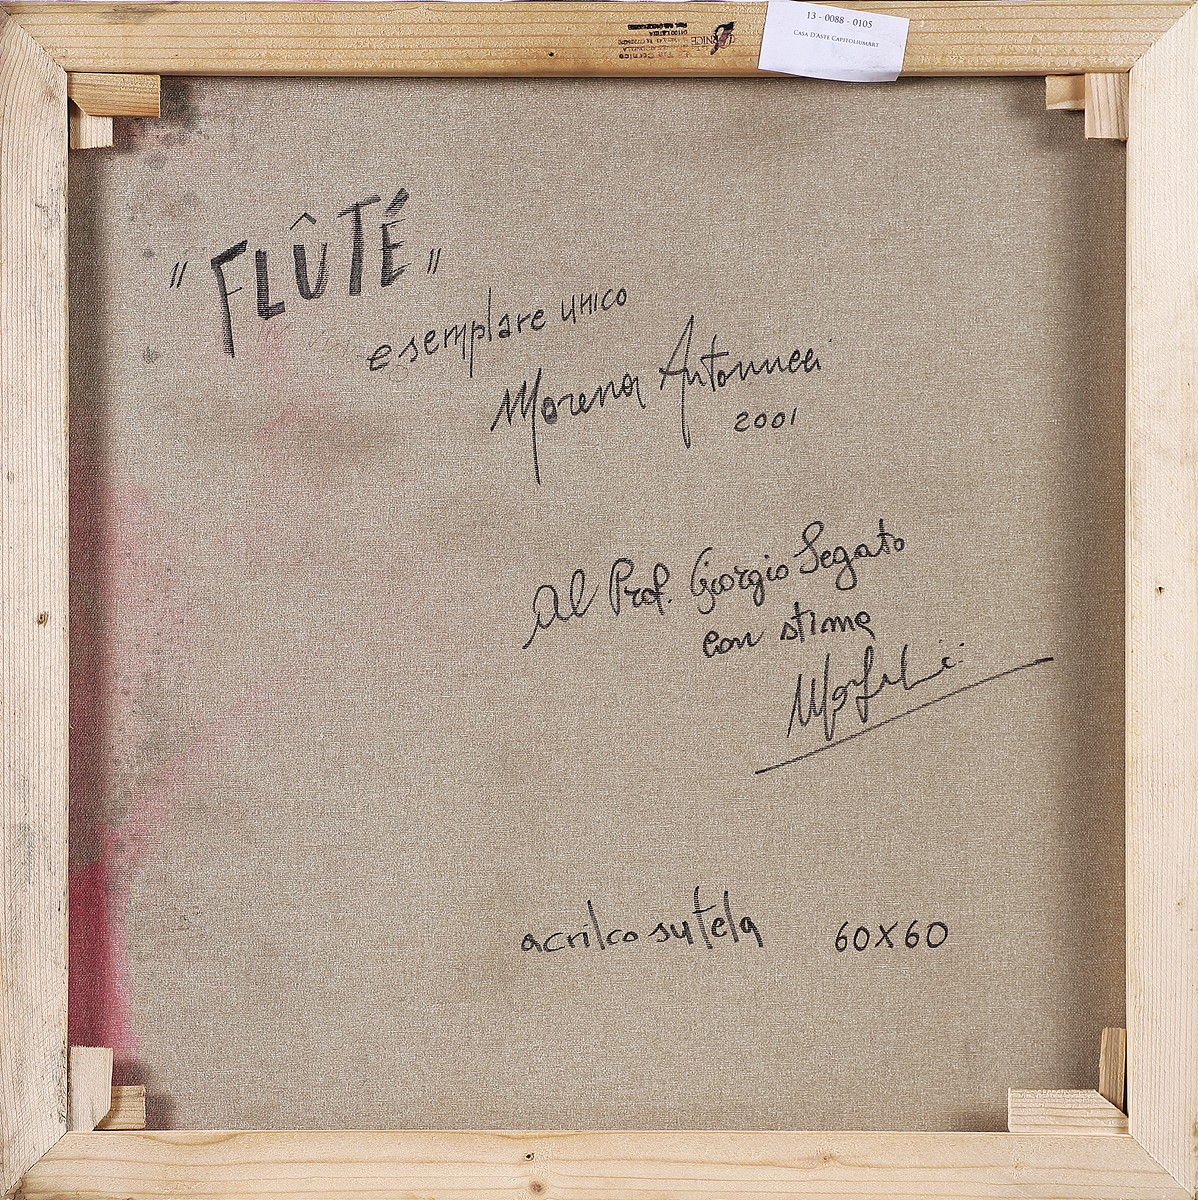 13 - 0088 - 0105
Casa D'Aste Capitoliumart
"FLÛTÉ"
esemplare unico
Morena Antonucci
2001
Al Prof. Giorgio Segato
con stima
acrilco su tela 60X60